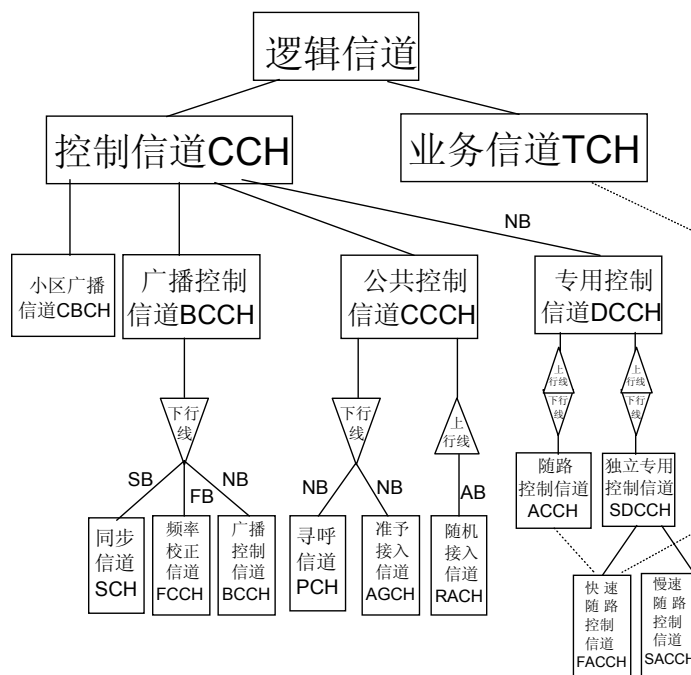 逻辑信道
控制信道CCH
业务信道TCH
NB
小区广播
信道CBCH
广播控制
信道BCCH
公共控制
信道CCCH
专用控制
信道DCCH
下行
线
下行
线
上
行线
上
行线
下行
线
上
行线
下行
线
SB
FB
NB
NB
NB
AB
同步
信道
SCH
频率
校正
信道
FCCH
广播
控制
信道
BCCH
寻呼
信道
PCH
准予
接入
信道
AGCH
随机
接入
信道
RACH
随路
控制信道
ACCH
独立专用
控制信道
SDCCH
快 速
随 路
控制
信道
FACCH
慢速
随 路
控制
信道
SACCH